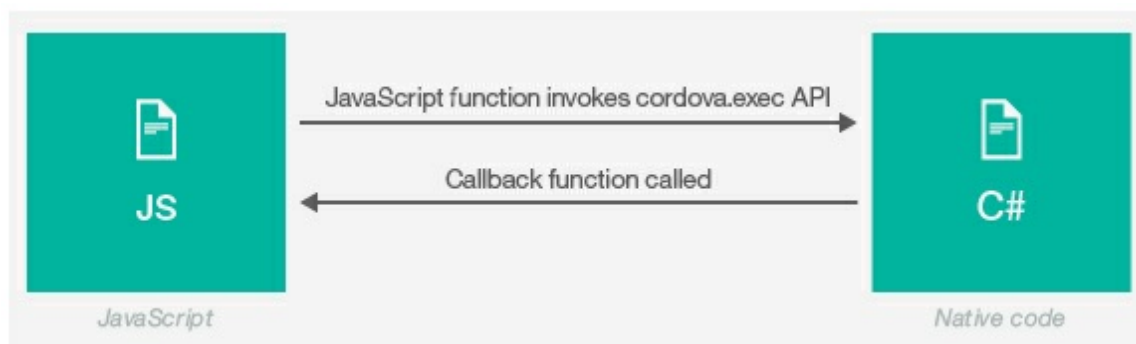 JavaScript function invokes cordova.exec API
Callback function called
JS
C#
JavaScript
Native code